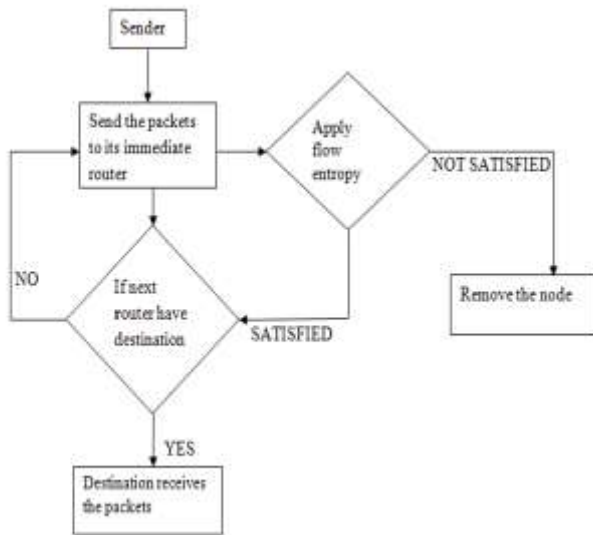 Sender
Send the packets
to its immediate
router
Apply
flow
entropy
NOT SATISFIED
NO
If next
router have
destination
SATISFIED
Remove the node
YES
Destination receives
the packets